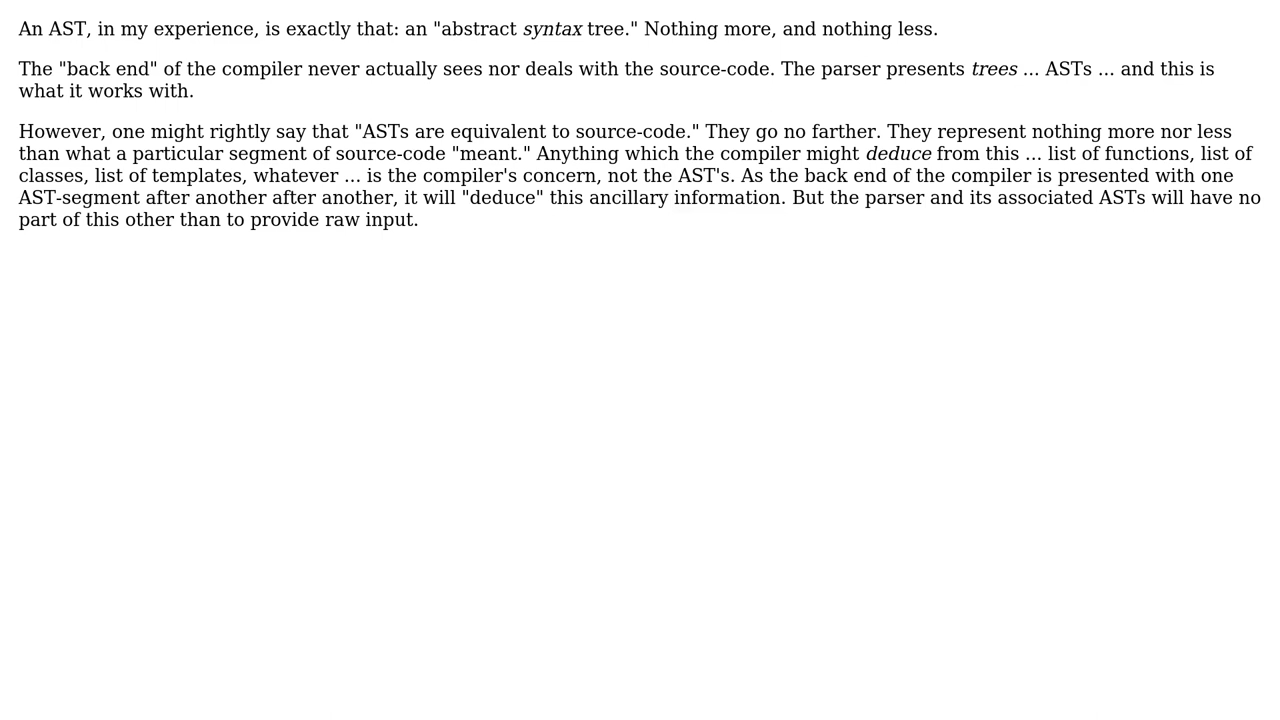 An AST, in my experience, is exactly that: an "abstract syntax tree." Nothing more, and nothing less.
The "back end" of the compiler never actually sees nor deals with the source-code. The parser presents trees ... ASTs ... and this is
what it works with.
However, one might rightly say that "ASTs are equivalent to source-code." They go no farther. They represent nothing more nor less
than what a particular segment of source-code "meant." Anything which the compiler might deduce from this ... list of functions, list of
classes, list of templates, whatever ... is the compiler's concern, not the AST's. As the back end of the compiler is presented with one
AST-segment after another after another, it will "deduce" this ancillary information. But the parser and its associated ASTs will have no
part of this other than to provide raw input.